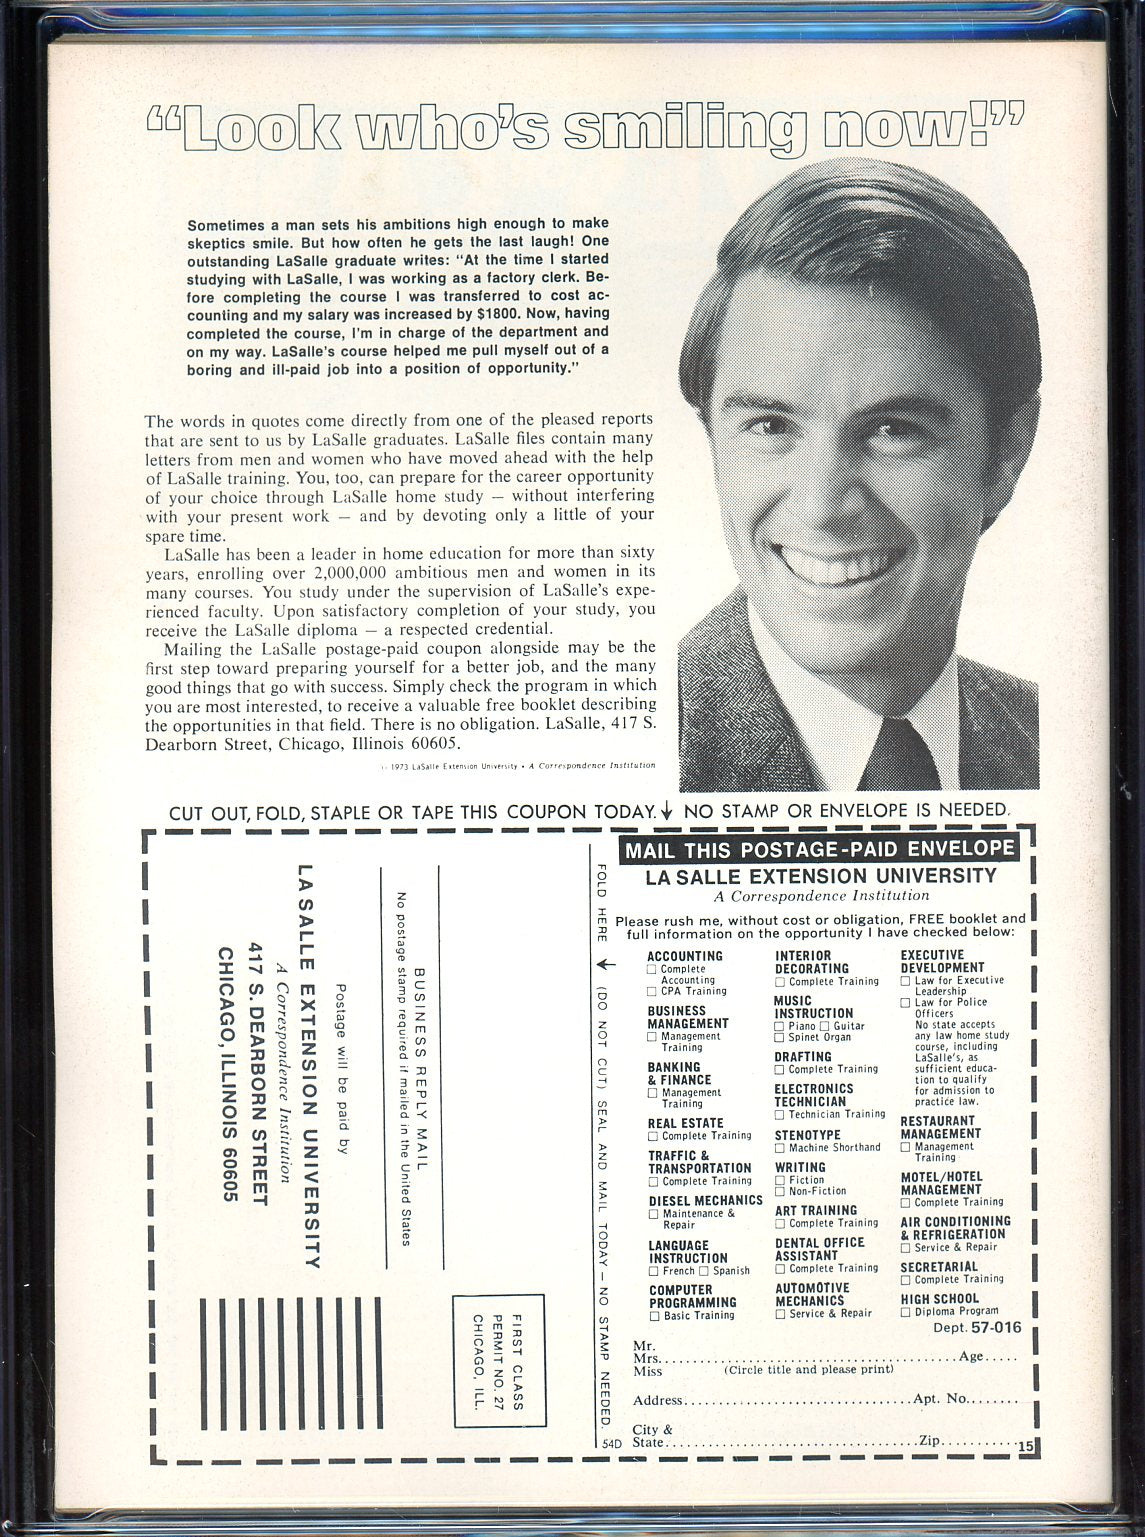 “Look who's smiling now!”
Sometimes a man sets his ambitions high enough to make
skeptics smile. But how often he gets the last laugh! One
outstanding LaSalle graduate writes: “At the time I started
studying with LaSalle, I was working as a factory clerk. Be-
fore completing the course I was transferred to cost ac-
counting and my salary was increased by $1800. Now, having
completed the course, I'm in charge of the department and
on my way. LaSalle's course helped me pull myself out of a
boring and ill-paid job into a position of opportunity.”
The words in quotes come directly from one of the pleased reports
that are sent to us by LaSalle graduates. LaSalle files contain many
letters from men and women who have moved ahead with the help
of LaSalle training. You, too, can prepare for the career opportunity
of your choice through LaSalle home study — without interfering
with your present work — and by devoting only a little of your
spare time.
LaSalle has been a leader in home education for more than sixty
years, enrolling over 2,000,000 ambitious men and women in its
many courses. You study under the supervision of LaSalle's expe-
rienced faculty. Upon satisfactory completion of your study, you
receive the LaSalle diploma — a respected credential.
Mailing the LaSalle postage-paid coupon alongside may be the
first step toward preparing yourself for a better job, and the many
good things that go with success. Simply check the program in which
you are most interested, to receive a valuable free booklet describing
the opportunities in that field. There is no obligation. LaSalle, 417 S.
Dearborn Street, Chicago, Illinois 60605.
1973 LaSalle Extension University • A Correspondence Institution
CUT OUT, FOLD, STAPLE OR TAPE THIS COUPON TODAY. ↓ NO STAMP OR ENVELOPE IS NEEDED.
FIRST CLASS
PERMIT NO. 27
CHICAGO, ILL.
BUSINESS REPLY MAIL
No postage stamp required if mailed in the United States
Postage will be paid by
LA SALLE EXTENSION UNIVERSITY
A Correspondence Institution
417 S. DEARBORN STREET
CHICAGO, ILLINOIS 60605
FOLD HERE ← (DO NOT CUT) SEAL AND MAIL TODAY — NO STAMP NEEDED.
MAIL THIS POSTAGE-PAID ENVELOPE
LA SALLE EXTENSION UNIVERSITY
A Correspondence Institution
Please rush me, without cost or obligation, FREE booklet and
full information on the opportunity I have checked below:
ACCOUNTING
☐ Complete
Accounting
☐ CPA Training
BUSINESS
MANAGEMENT
☐ Management
Training
BANKING
& FINANCE
☐ Management
Training
REAL ESTATE
☐ Complete Training
TRAFFIC &
TRANSPORTATION
☐ Complete Training
DIESEL MECHANICS
☐ Maintenance &
Repair
LANGUAGE
INSTRUCTION
☐ French ☐ Spanish
COMPUTER
PROGRAMMING
☐ Basic Training
INTERIOR
DECORATING
☐ Complete Training
MUSIC
INSTRUCTION
☐ Piano ☐ Guitar
☐ Spinet Organ
DRAFTING
☐ Complete Training
ELECTRONICS
TECHNICIAN
☐ Technician Training
STENOTYPE
☐ Machine Shorthand
WRITING
☐ Fiction
☐ Non-Fiction
ART TRAINING
☐ Complete Training
DENTAL OFFICE
ASSISTANT
☐ Complete Training
AUTOMOTIVE
MECHANICS
☐ Service & Repair
EXECUTIVE
DEVELOPMENT
☐ Law for Executive
Leadership
☐ Law for Police
Officers
No state accepts
any law home study
course, including
LaSalle's, as
sufficient educa-
tion to qualify
for admission to
practice law.
RESTAURANT
MANAGEMENT
☐ Management
Training
MOTEL/HOTEL
MANAGEMENT
☐ Complete Training
AIR CONDITIONING
& REFRIGERATION
☐ Service & Repair
SECRETARIAL
☐ Complete Training
HIGH SCHOOL
☐ Diploma Program
Dept. 57-016
Mr.
Mrs. Age
Miss (Circle title and please print)
Address Apt. No.
City &
54D State Zip 15